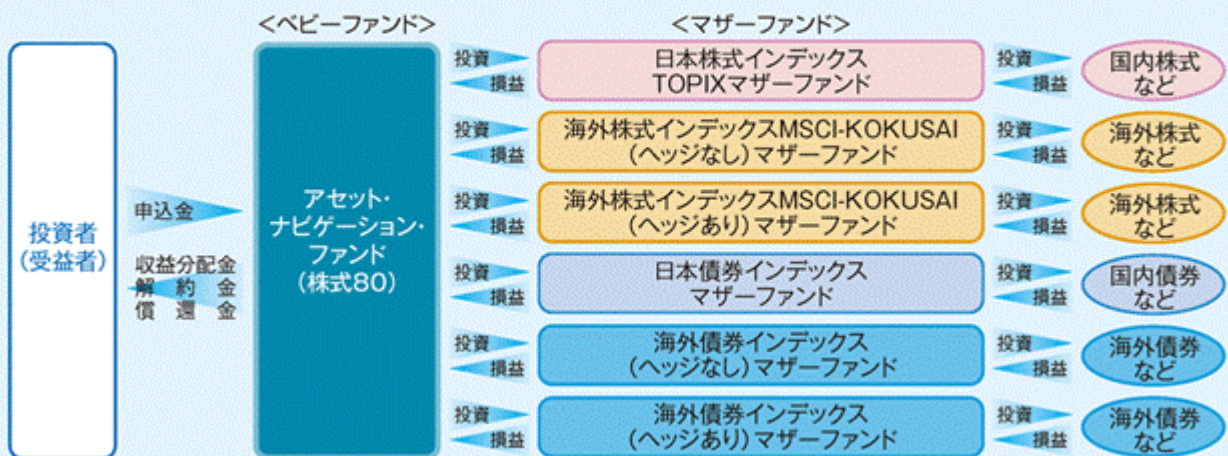 ＜ベビーファンド＞
＜マザーファンド＞
投資者
(受益者)
申込金
収益分配金
解約金
償還金
アセット・
ナビゲーション・
ファンド
(株式80)
投資
損益
日本株式インデックス
TOPIXマザーファンド
投資
損益
国内株式
など
投資
損益
海外株式インデックスMSCI-KOKUSAI
(ヘッジなし)マザーファンド
投資
損益
海外株式
など
投資
損益
海外株式インデックスMSCI-KOKUSAI
(ヘッジあり)マザーファンド
投資
損益
海外株式
など
投資
損益
日本債券インデックス
マザーファンド
投資
損益
国内債券
など
投資
損益
海外債券インデックス
(ヘッジなし)マザーファンド
投資
損益
海外債券
など
投資
損益
海外債券インデックス
(ヘッジあり)マザーファンド
投資
損益
海外債券
など